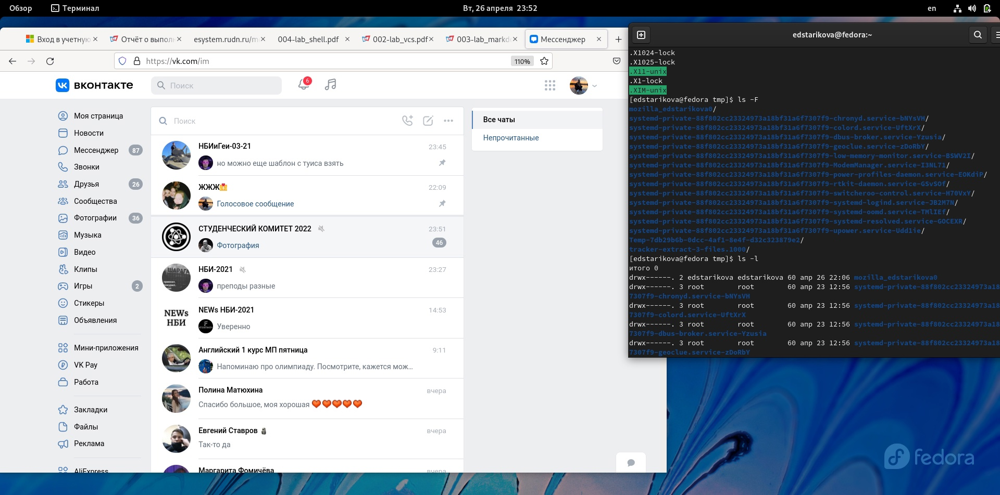 Обзор
Терминал
Вт, 26 апреля 23:52
en
Вход в учетную
Отчёт о выпол
esystem.rudn.ru/m
004-lab_shell.pdf
002-lab_vcs.pdf
003-lab_markd
Мессенджер
https://vk.com/im
110%
вконтакте
Поиск
6
Моя страница
Новости
Мессенджер 87
Звонки
Друзья 26
Сообщества
Фотографии 36
Музыка
Видео
Клипы
Игры 2
Стикеры
Объявления
Мини-приложения
VK Pay
Работа
Закладки
Файлы
Реклама
AliExpress
Поиск
НБИиГеи-03-21 23:45
но можно еще шаблон с туиса взять
ЖЖЖ 22:09
Голосовое сообщение
СТУДЕНЧЕСКИЙ КОМИТЕТ 2022 23:51
Фотография 46
ШАРАГА
НБИ-2021 23:27
преподы разные
NEWs
НБИ
NEWs НБИ-2021 14:53
Уверенно
Английский 1 курс МП пятница 9:11
Напоминаю про олимпиаду. Посмотрите, кажется мож...
Полина Матюхина вчера
Спасибо большое, моя хорошая ❤❤❤❤❤
Евгений Ставров вчера
Так-то да
Маргарита Фомичёва вчера
Все чаты
Непрочитанные
edstarikova@fedora:~
.X1024-lock
.X1025-lock
.X11-unix
.X1-lock
.XIM-unix
[edstarikova@fedora tmp]$ ls -F
mozilla_edstarikova0/
systemd-private-88f802cc23324973a18bf31a6f7307f9-chronyd.service-bNYsVH/
systemd-private-88f802cc23324973a18bf31a6f7307f9-colord.service-UftXrX/
systemd-private-88f802cc23324973a18bf31a6f7307f9-dbus-broker.service-Yzusia/
systemd-private-88f802cc23324973a18bf31a6f7307f9-geoclue.service-zDoRbY/
systemd-private-88f802cc23324973a18bf31a6f7307f9-low-memory-monitor.service-BSWV2I/
systemd-private-88f802cc23324973a18bf31a6f7307f9-ModemManager.service-I3NL71/
systemd-private-88f802cc23324973a18bf31a6f7307f9-power-profiles-daemon.service-EOKdiP/
systemd-private-88f802cc23324973a18bf31a6f7307f9-rtkit-daemon.service-GSvSOf/
systemd-private-88f802cc23324973a18bf31a6f7307f9-switcheroo-control.service-H70VxY/
systemd-private-88f802cc23324973a18bf31a6f7307f9-systemd-logind.service-JB2M7N/
systemd-private-88f802cc23324973a18bf31a6f7307f9-systemd-oomd.service-TMlIEf/
systemd-private-88f802cc23324973a18bf31a6f7307f9-systemd-resolved.service-GOCEXR/
systemd-private-88f802cc23324973a18bf31a6f7307f9-upower.service-Udd1ie/
Temp-7db29b6b-0dcc-4af1-8e4f-d32c323879e2/
tracker-extract-3-files.1000/
[edstarikova@fedora tmp]$ ls -l
итого 0
drwx------. 2 edstarikova edstarikova 60 апр 26 22:06 mozilla_edstarikova0
drwx------. 3 root root 60 апр 23 12:56 systemd-private-88f802cc23324973a18
7307f9-chronyd.service-bNYsVH
drwx------. 3 root root 60 апр 23 12:56 systemd-private-88f802cc23324973a18
7307f9-colord.service-UftXrX
drwx------. 3 root root 60 апр 23 12:56 systemd-private-88f802cc23324973a18
7307f9-dbus-broker.service-Yzusia
drwx------. 3 root root 60 апр 23 12:56 systemd-private-88f802cc23324973a18
7307f9-geoclue.service-zDoRbY
fedora